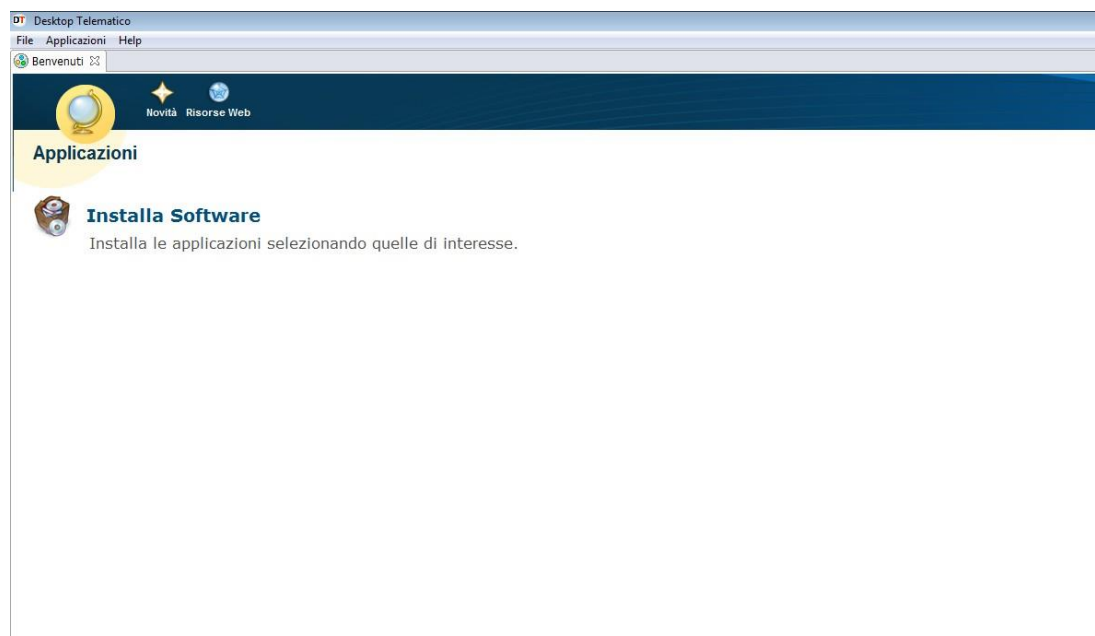 DT Desktop Telematico
File Applicazioni Help
Benvenuti
Novità Risorse Web
Applicazioni
Installa Software
Installa le applicazioni selezionando quelle di interesse.